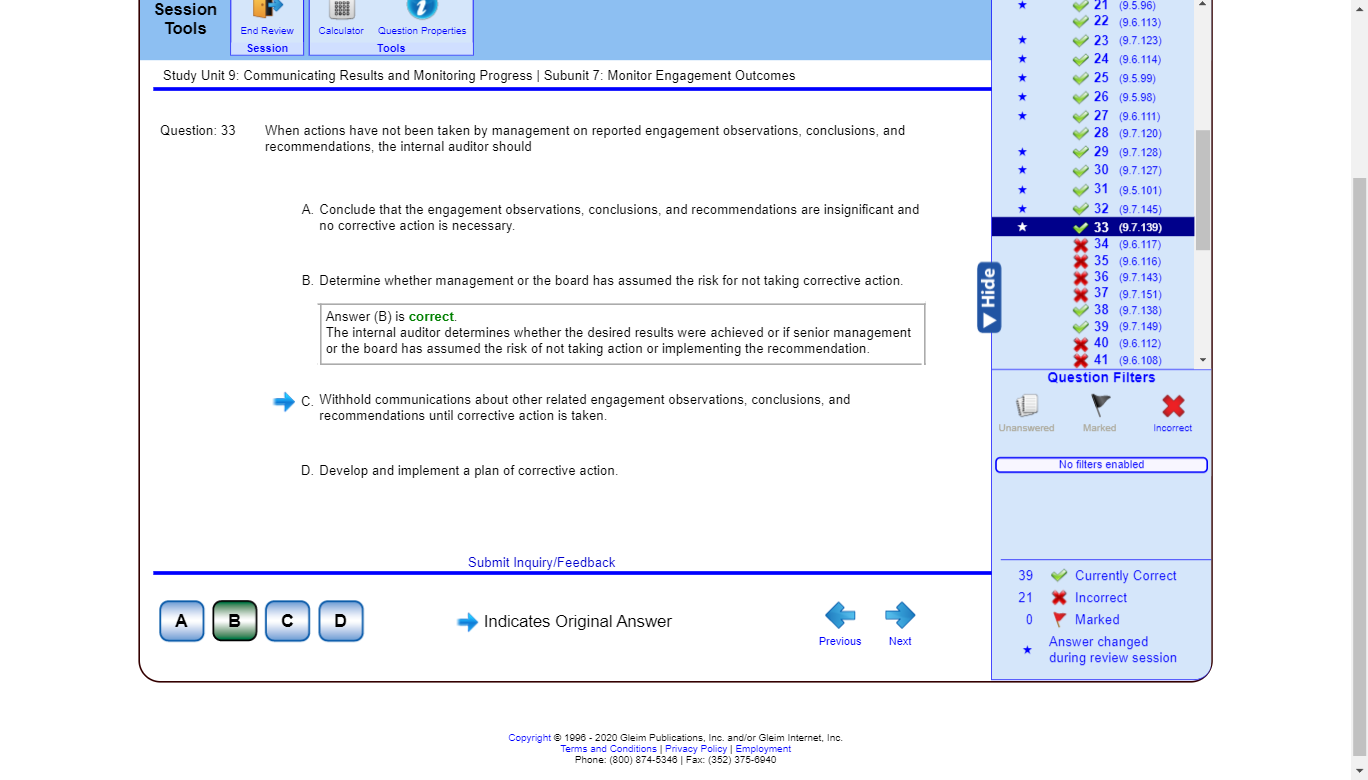 Session
Tools
End Review
Session
Calculator
Question Properties
Tools
Study Unit 9: Communicating Results and Monitoring Progress | Subunit 7: Monitor Engagement Outcomes
Question: 33
When actions have not been taken by management on reported engagement observations, conclusions, and
recommendations, the internal auditor should
A. Conclude that the engagement observations, conclusions, and recommendations are insignificant and
no corrective action is necessary.
B. Determine whether management or the board has assumed the risk for not taking corrective action.
Answer (B) is correct.
The internal auditor determines whether the desired results were achieved or if senior management
or the board has assumed the risk of not taking action or implementing the recommendation.
C. Withhold communications about other related engagement observations, conclusions, and
recommendations until corrective action is taken.
D. Develop and implement a plan of corrective action.
Submit Inquiry/Feedback
A B C D
Indicates Original Answer
Previous
Next
21 (9.5.96)
22 (9.6.113)
23 (9.7.123)
24 (9.6.114)
25 (9.5.99)
26 (9.5.98)
27 (9.6.111)
28 (9.7.120)
29 (9.7.128)
30 (9.7.127)
31 (9.5.101)
32 (9.7.145)
33 (9.7.139)
34 (9.6.117)
35 (9.6.116)
36 (9.7.143)
37 (9.7.151)
38 (9.7.138)
39 (9.7.149)
40 (9.6.112)
41 (9.6.108)
Hide
Question Filters
Unanswered
Marked
Incorrect
No filters enabled
39 Currently Correct
21 Incorrect
0 Marked
Answer changed
during review session
Copyright © 1996 - 2020 Gleim Publications, Inc. and/or Gleim Internet, Inc.
Terms and Conditions | Privacy Policy | Employment
Phone: (800) 874-5346 | Fax: (352) 375-6940